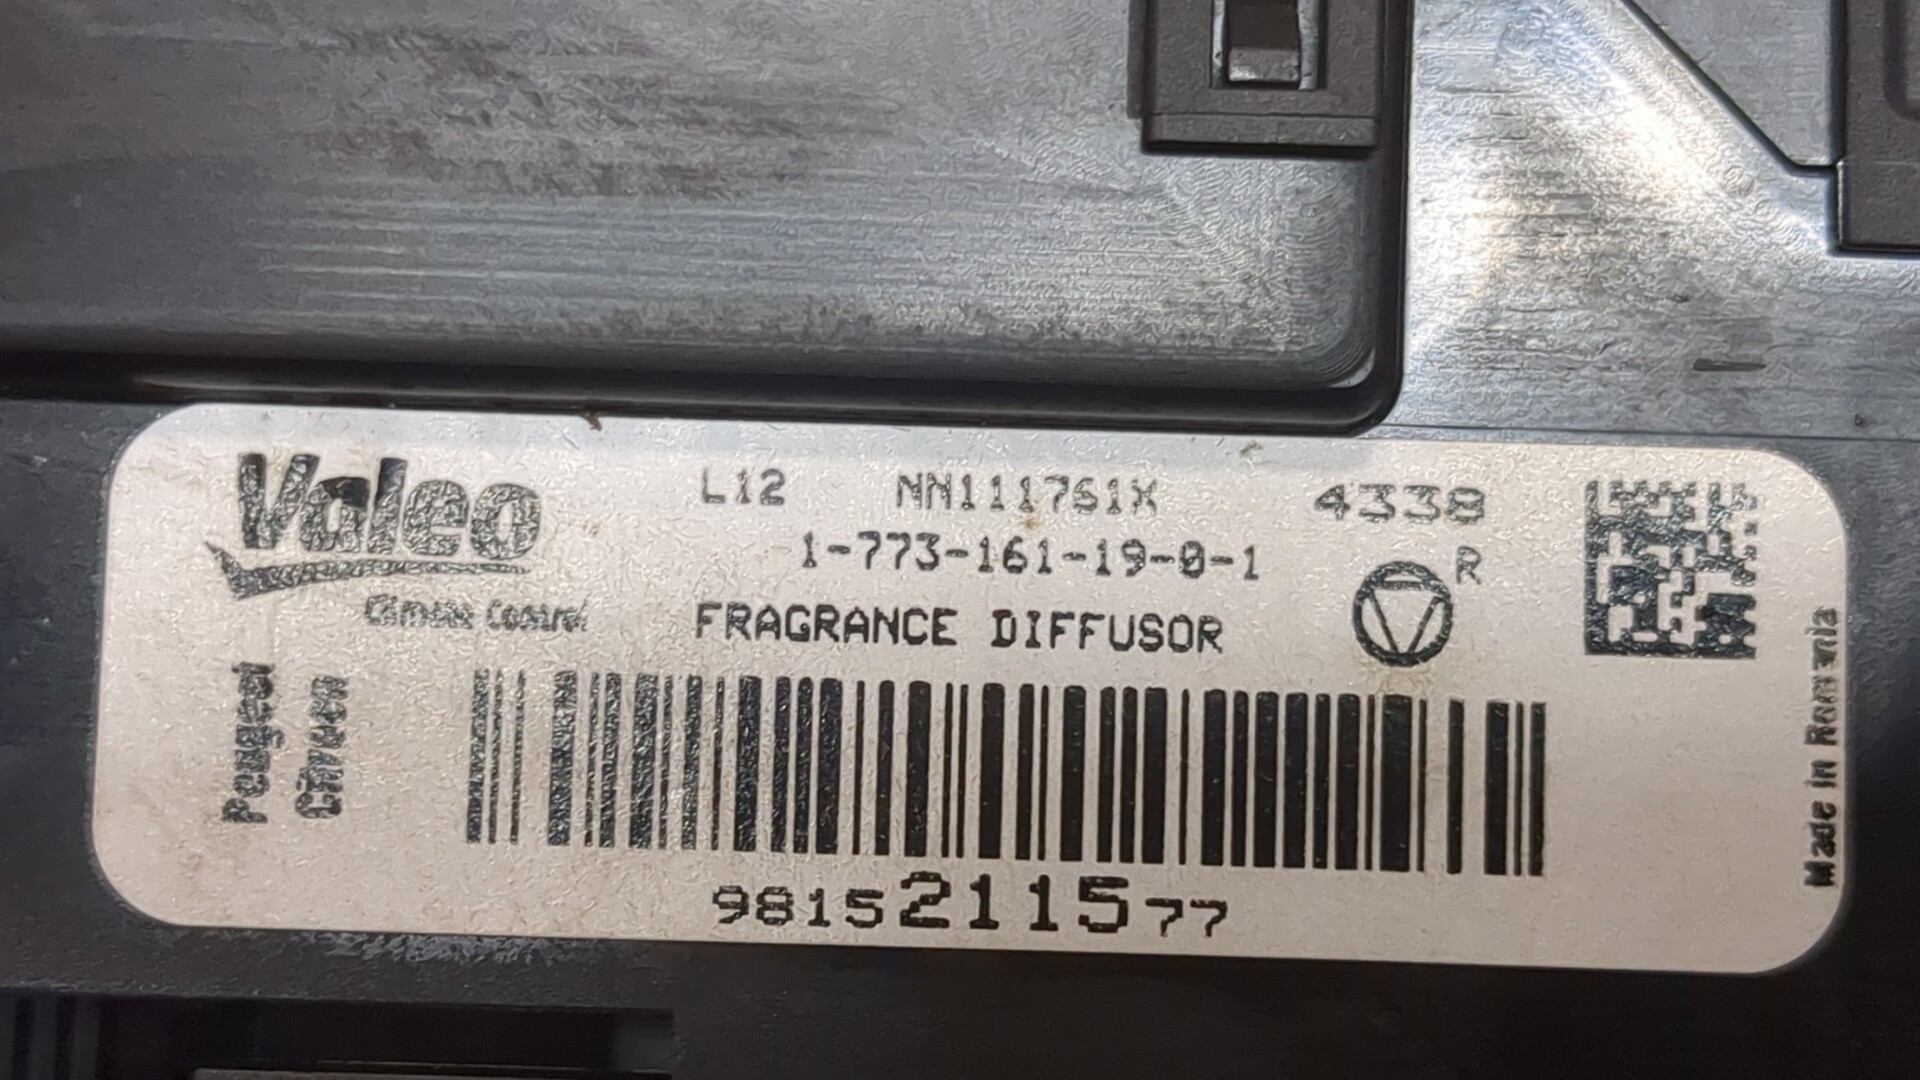 Valeo
Climate Control
L12 NN111761X 4338
1-773-161-19-0-1
R
FRAGRANCE DIFFUSOR
Peugeot
Citroen
9815211577
Made in Romania